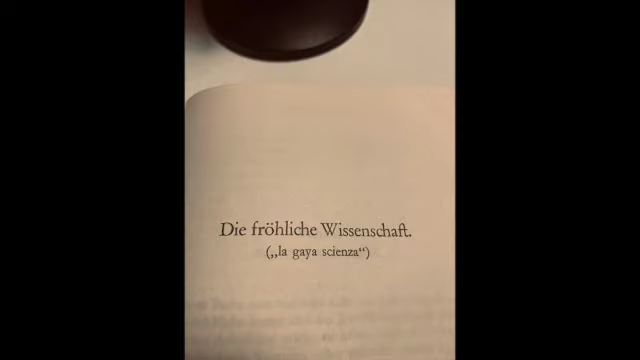 Die fröhliche Wissenschaft.
(„la gaya scienza“)